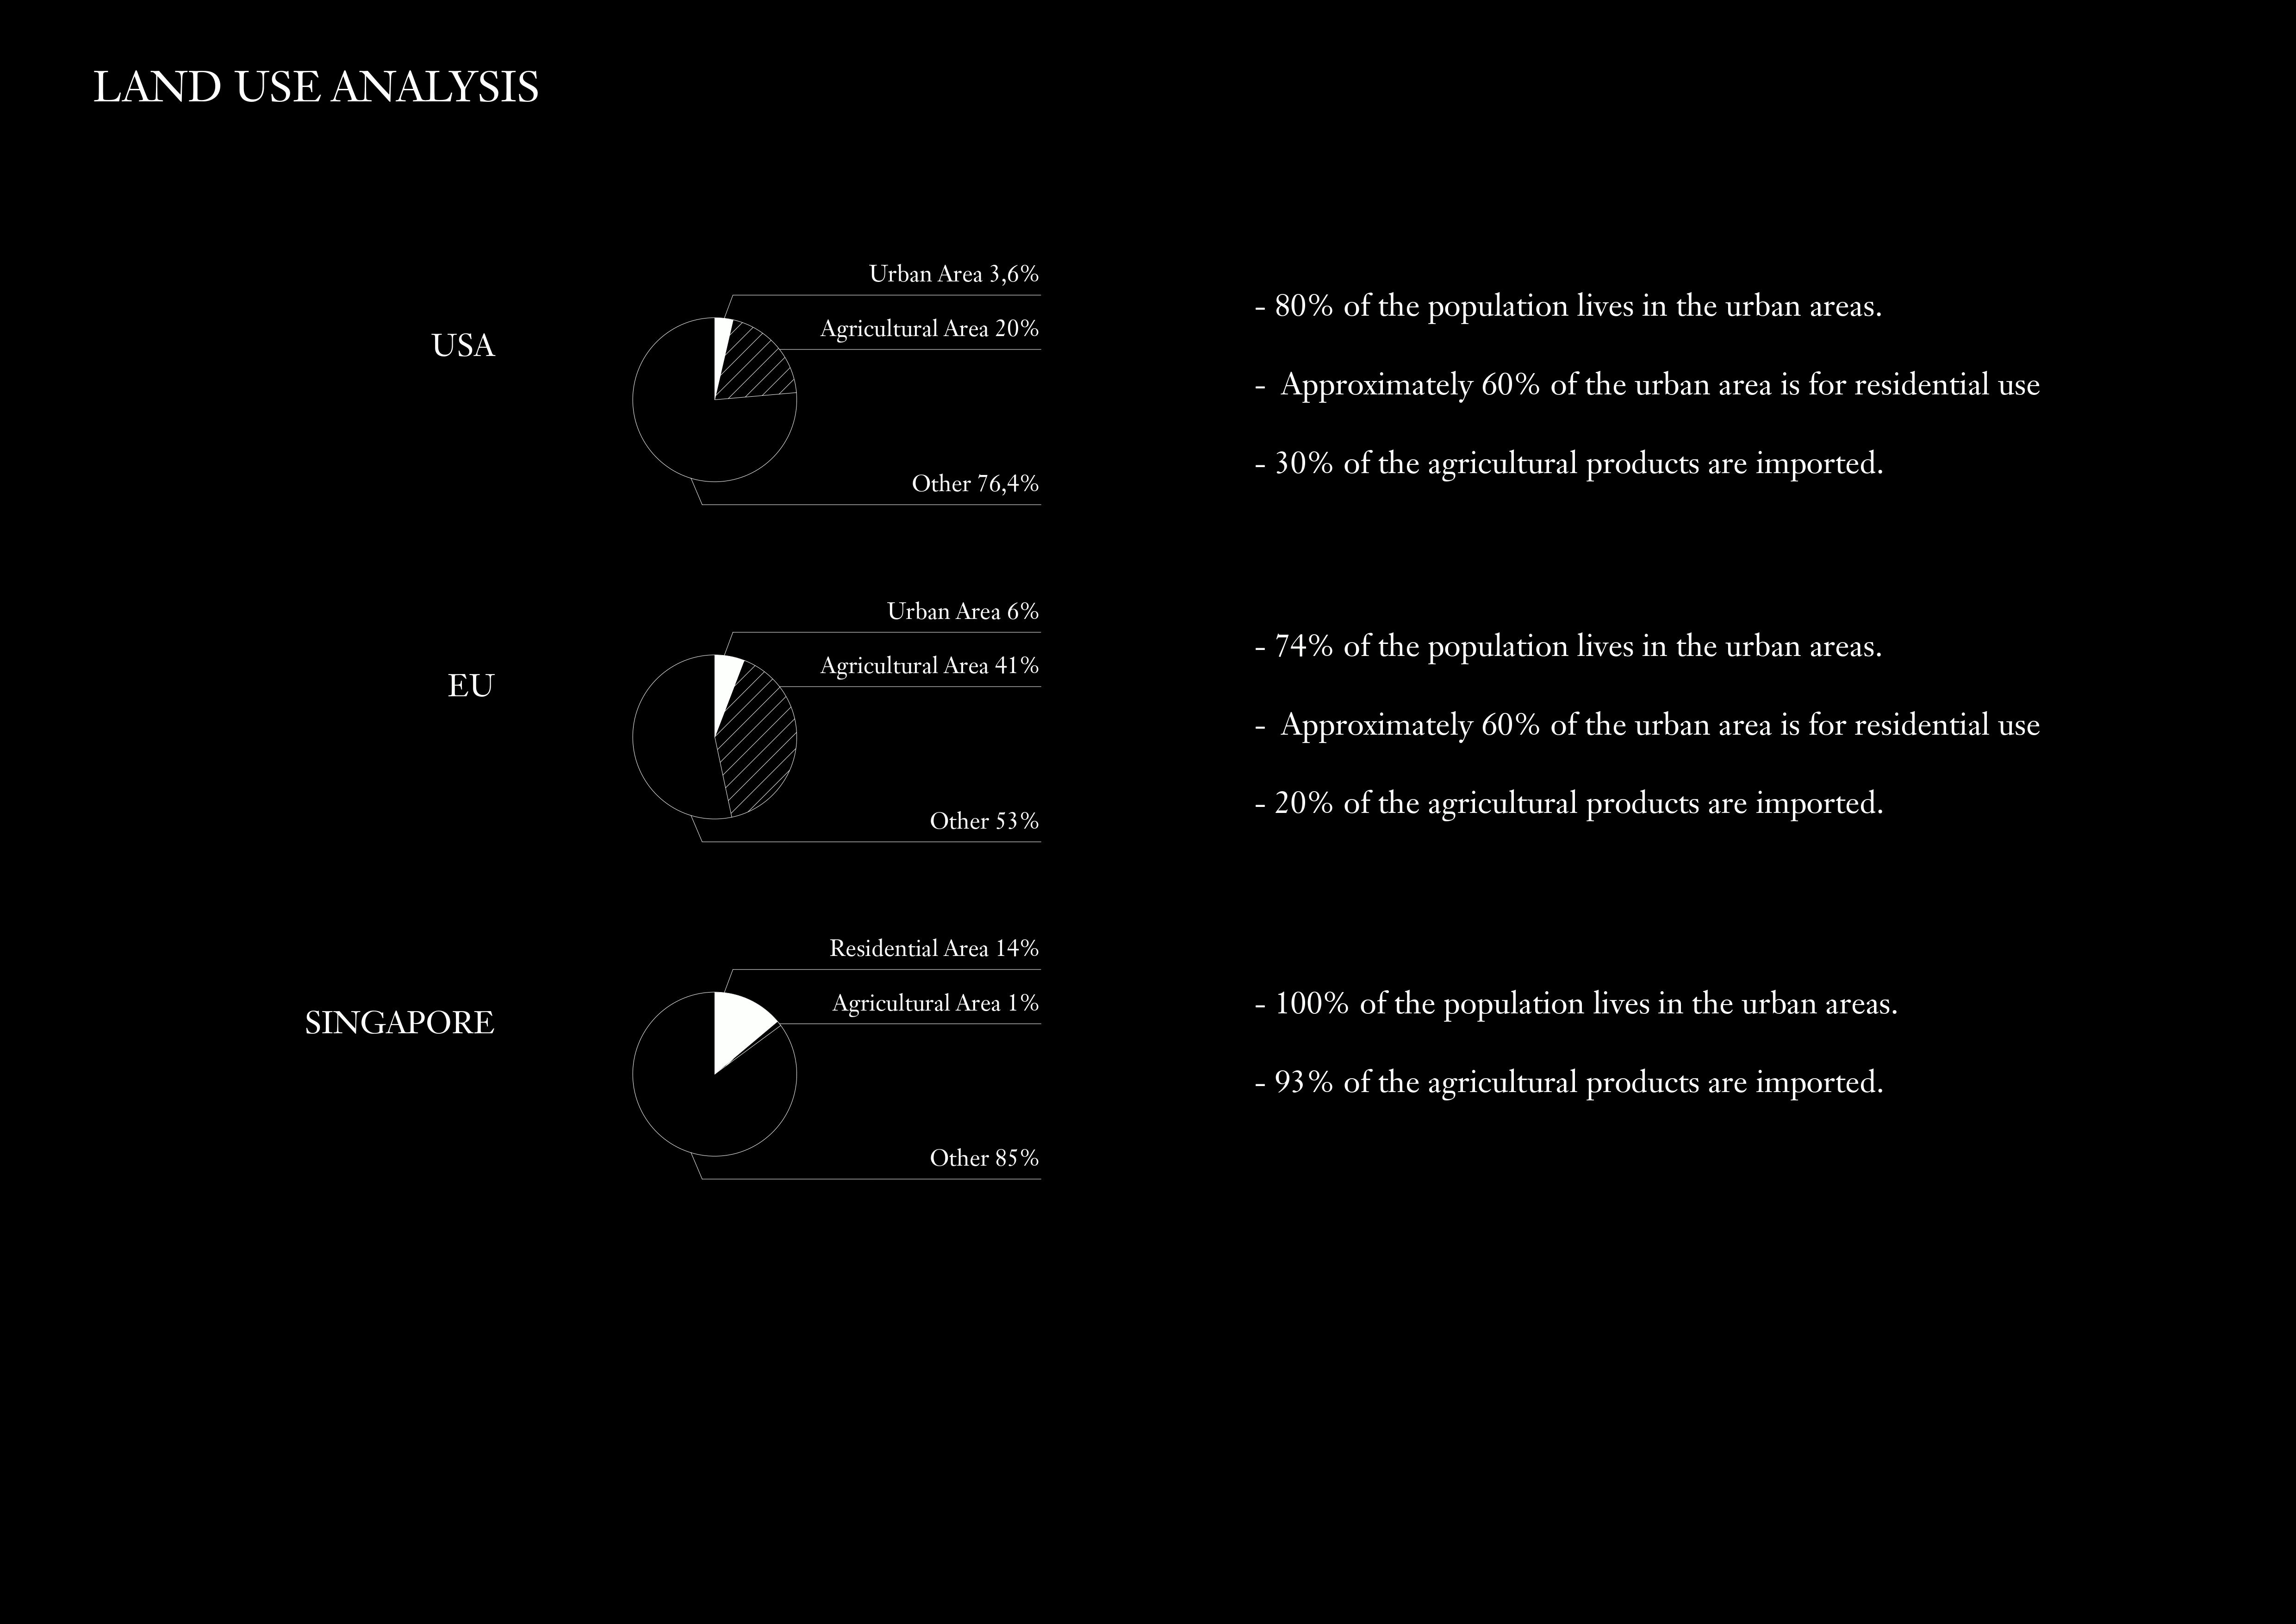 LAND USE ANALYSIS
USA
Urban Area 3,6%
Agricultural Area 20%
Other 76,4%
- 80% of the population lives in the urban areas.
- Approximately 60% of the urban area is for residential use
- 30% of the agricultural products are imported.
EU
Urban Area 6%
Agricultural Area 41%
Other 53%
- 74% of the population lives in the urban areas.
- Approximately 60% of the urban area is for residential use
- 20% of the agricultural products are imported.
SINGAPORE
Residential Area 14%
Agricultural Area 1%
Other 85%
- 100% of the population lives in the urban areas.
- 93% of the agricultural products are imported.